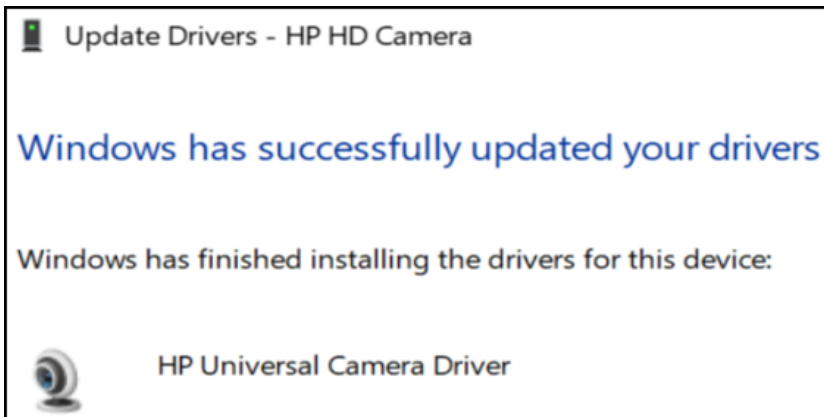 Update Drivers - HP HD Camera
Windows has successfully updated your drivers
Windows has finished installing the drivers for this device:
HP Universal Camera Driver